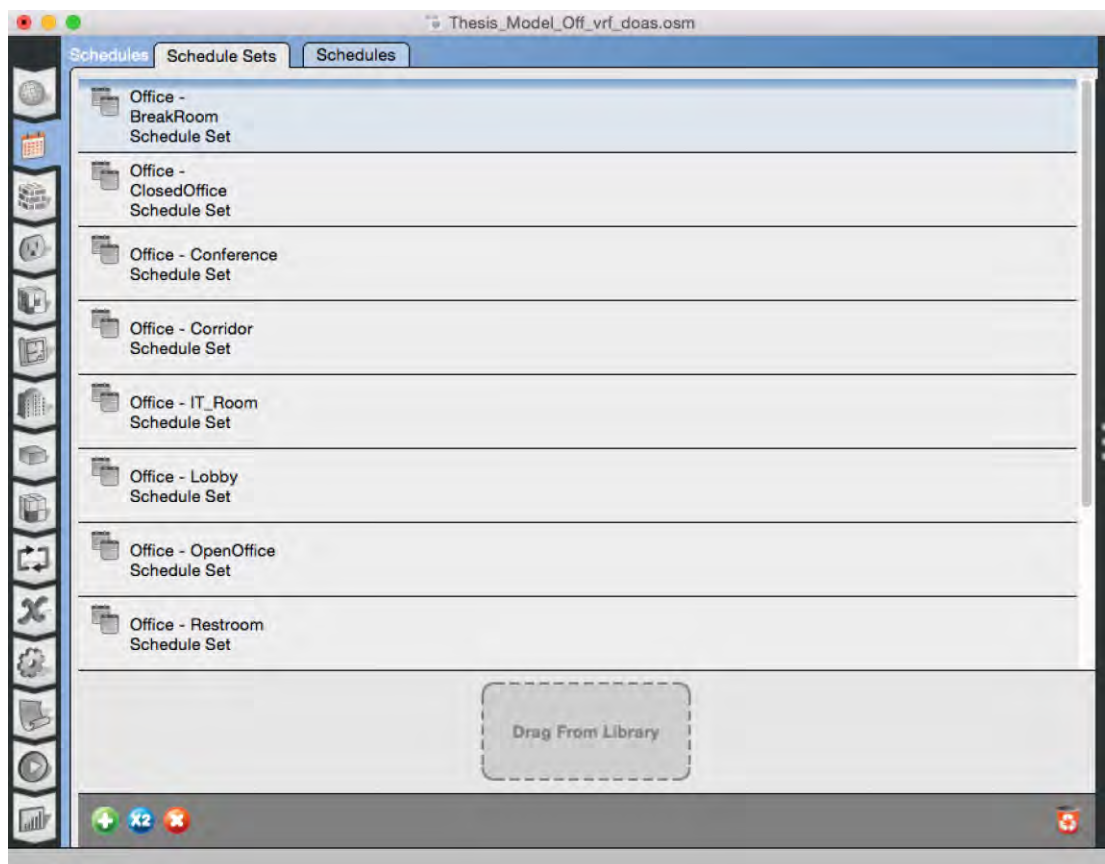 Thesis_Model_Off_vrf_doas.osm
Schedules Schedule Sets Schedules
Office -
BreakRoom
Schedule Set
Office -
ClosedOffice
Schedule Set
Office - Conference
Schedule Set
Office - Corridor
Schedule Set
Office - IT_Room
Schedule Set
Office - Lobby
Schedule Set
Office - OpenOffice
Schedule Set
Office - Restroom
Schedule Set
Drag From Library
X2